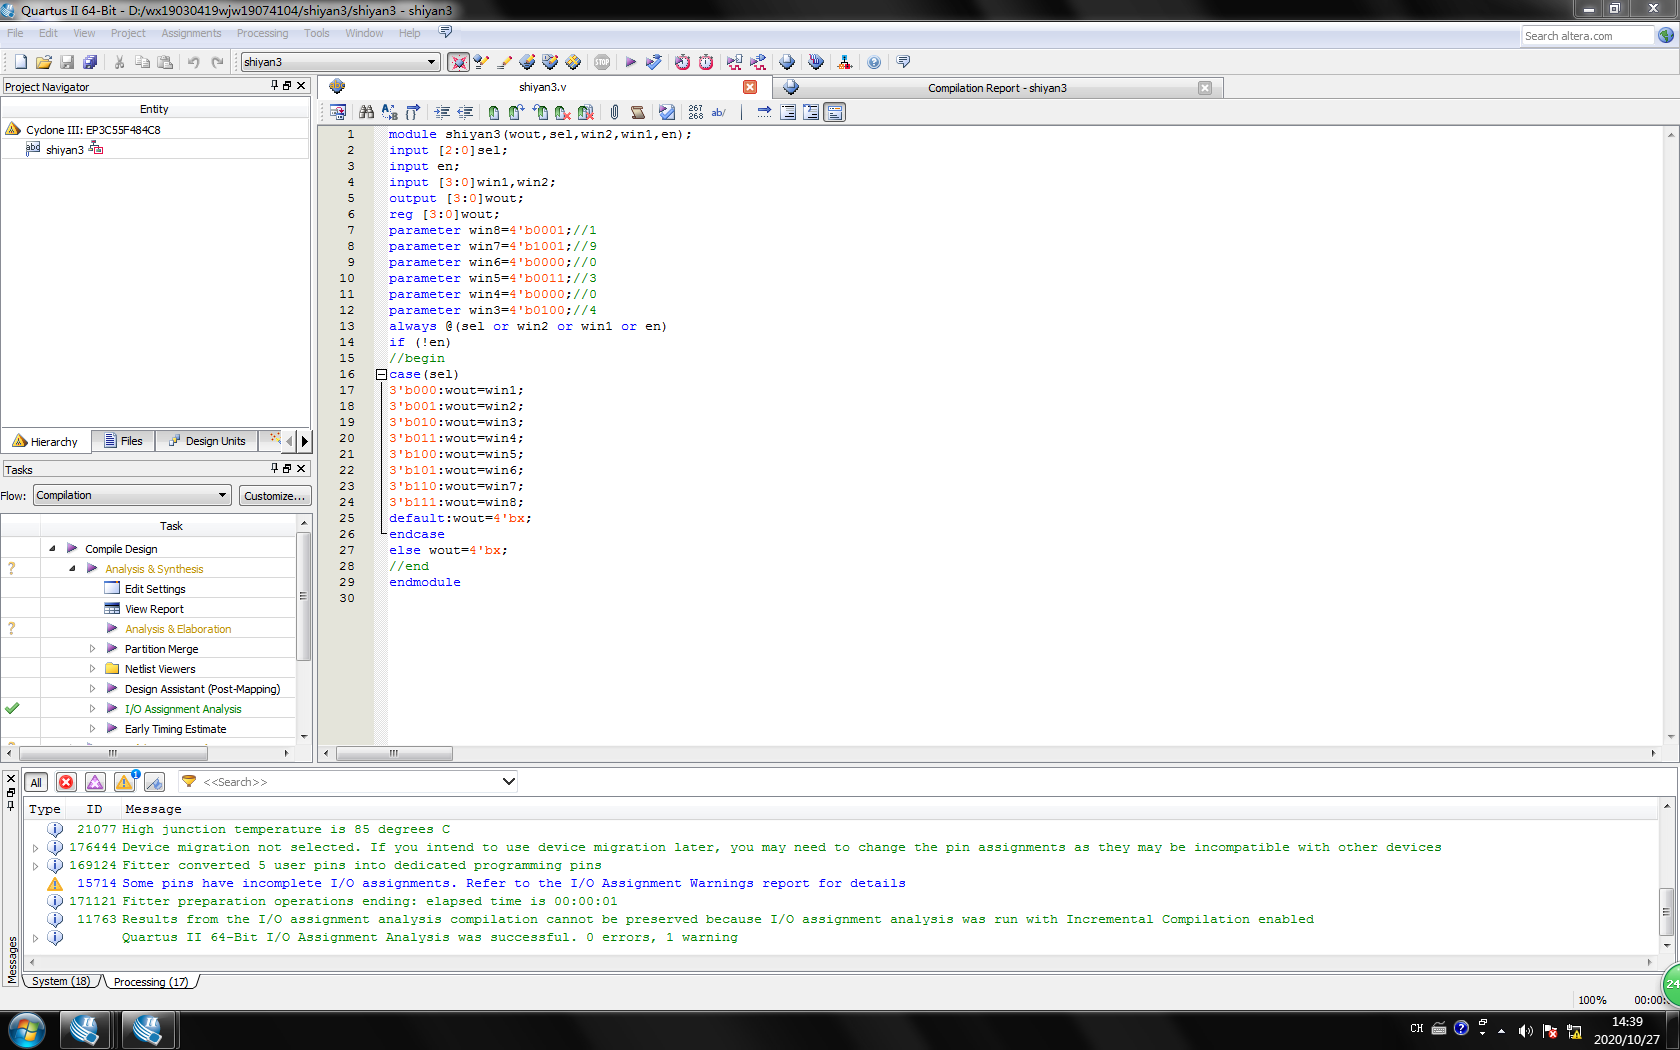 Quartus II 64-Bit - D:/wx19030419wjw19074104/shiyan3/shiyan3 - shiyan3
File Edit View Project Assignments Processing Tools Window Help
Search altera.com
shiyan3
Project Navigator
Entity
Cyclone III: EP3C55F484C8
shiyan3
Hierarchy Files Design Units
Tasks
Flow: Compilation Customize...
Task
Compile Design
Analysis & Synthesis
Edit Settings
View Report
Analysis & Elaboration
Partition Merge
Netlist Viewers
Design Assistant (Post-Mapping)
I/O Assignment Analysis
Early Timing Estimate
shiyan3.v
Compilation Report - shiyan3
267
268
ab/
1 module shiyan3(wout,sel,win2,win1,en);
2 input [2:0]sel;
3 input en;
4 input [3:0]win1,win2;
5 output [3:0]wout;
6 reg [3:0]wout;
7 parameter win8=4'b0001;//1
8 parameter win7=4'b1001;//9
9 parameter win6=4'b0000;//0
10 parameter win5=4'b0011;//3
11 parameter win4=4'b0000;//0
12 parameter win3=4'b0100;//4
13 always @(sel or win2 or win1 or en)
14 if (!en)
15 //begin
16 case(sel)
17 3'b000:wout=win1;
18 3'b001:wout=win2;
19 3'b010:wout=win3;
20 3'b011:wout=win4;
21 3'b100:wout=win5;
22 3'b101:wout=win6;
23 3'b110:wout=win7;
24 3'b111:wout=win8;
25 default:wout=4'bx;
26 endcase
27 else wout=4'bx;
28 //end
29 endmodule
30
All <<Search>>
Type ID Message
21077 High junction temperature is 85 degrees C
176444 Device migration not selected. If you intend to use device migration later, you may need to change the pin assignments as they may be incompatible with other devices
169124 Fitter converted 5 user pins into dedicated programming pins
15714 Some pins have incomplete I/O assignments. Refer to the I/O Assignment Warnings report for details
171121 Fitter preparation operations ending: elapsed time is 00:00:01
11763 Results from the I/O assignment analysis compilation cannot be preserved because I/O assignment analysis was run with Incremental Compilation enabled
Quartus II 64-Bit I/O Assignment Analysis was successful. 0 errors, 1 warning
Messages
System (18) Processing (17)
100% 00:00:
24
CH
14:39
2020/10/27